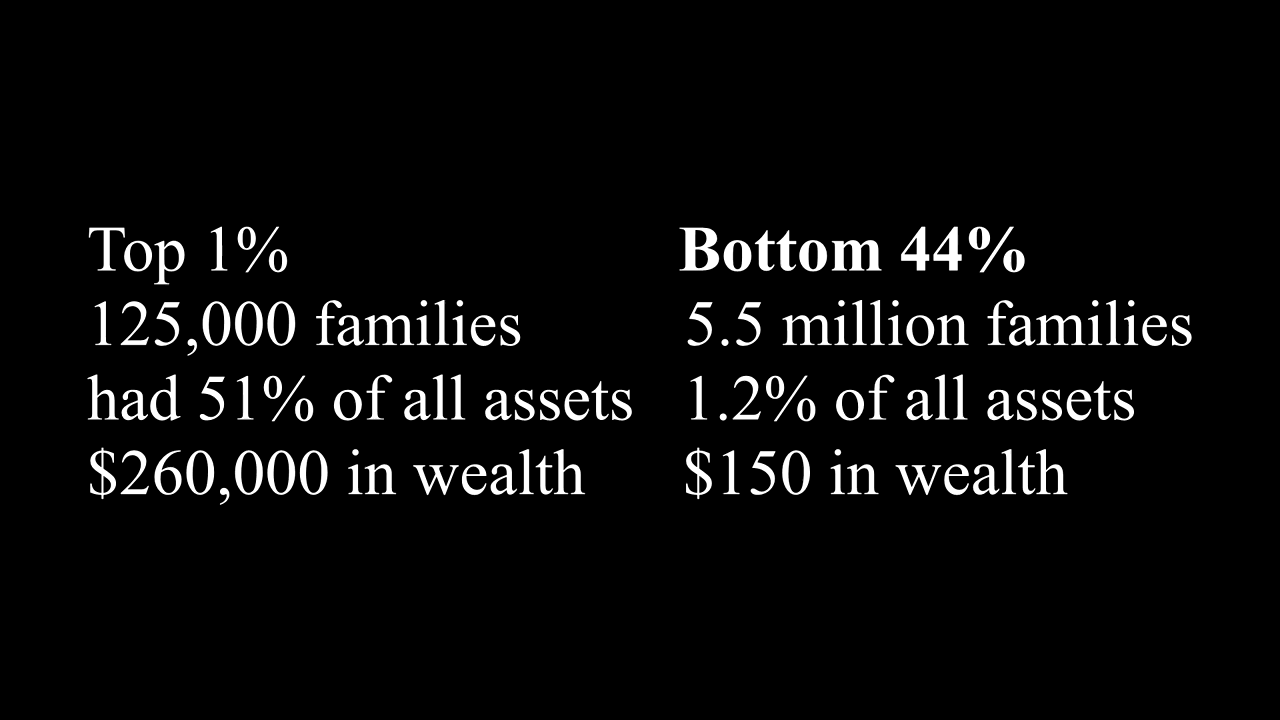 Top 1%
125,000 families
had 51% of all assets
$260,000 in wealth
Bottom 44%
5.5 million families
1.2% of all assets
$150 in wealth